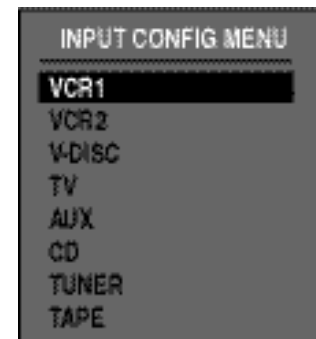 INPUT CONFIG MENU
VCR1
VCR2
V-DISC
TV
AUX
CD
TUNER
TAPE